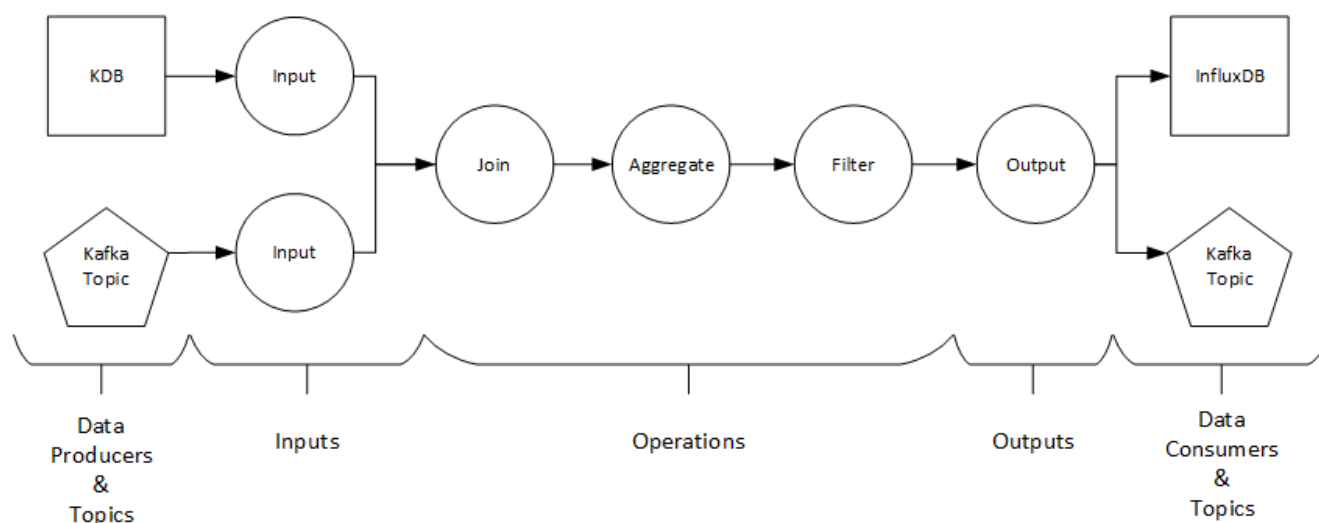 KDB
Input
InfluxDB
Join
Aggregate
Filter
Output
Kafka
Topic
Input
Kafka
Topic
Data
Producers
&
Topics
Inputs
Operations
Outputs
Data
Consumers
&
Topics